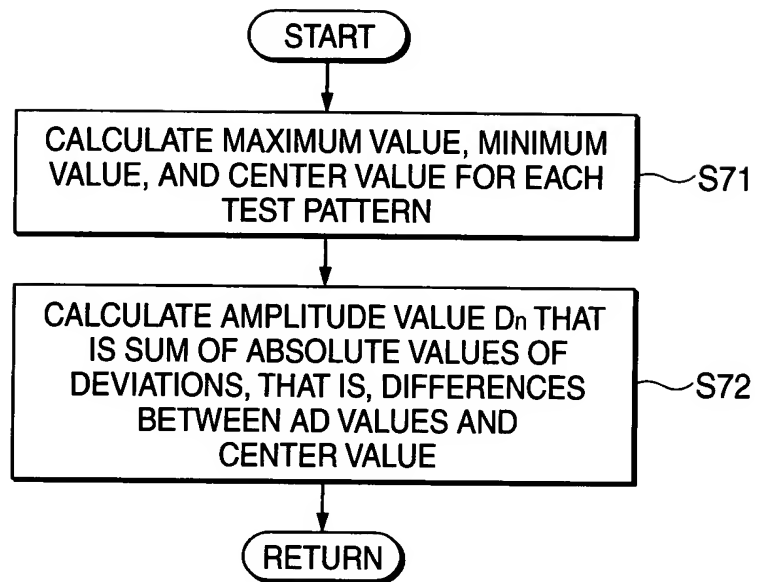 START
CALCULATE MAXIMUM VALUE, MINIMUM
VALUE, AND CENTER VALUE FOR EACH
TEST PATTERN
S71
CALCULATE AMPLITUDE VALUE Dn THAT
IS SUM OF ABSOLUTE VALUES OF
DEVIATIONS, THAT IS, DIFFERENCES
BETWEEN AD VALUES AND
CENTER VALUE
S72
RETURN